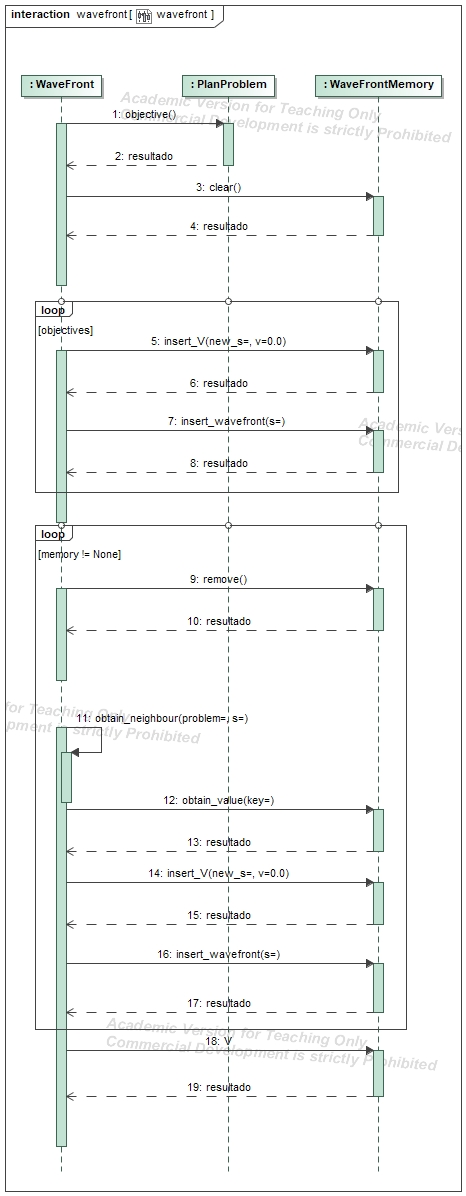 interaction wavefront[ wavefront ]
: WaveFront
: PlanProblem
: WaveFrontMemory
Academic Version for Teaching Only
Commercial Development is strictly Prohibited
1: objective()
2: resultado
3: clear()
4: resultado
loop
[objectives]
5: insert_V(new_s=, v=0.0)
6: resultado
7: insert_wavefront(s=)
Academic Vers
Commercial De
8: resultado
loop
[memory != None]
9: remove()
10: resultado
for Teaching Only
pment is strictly Prohibited
11: obtain_neighbour(problem=, s=)
12: obtain_value(key=)
13: resultado
14: insert_V(new_s=, v=0.0)
15: resultado
16: insert_wavefront(s=)
17: resultado
Academic Version for Teaching Only
Commercial Development is strictly Prohibited
18: V
19: resultado